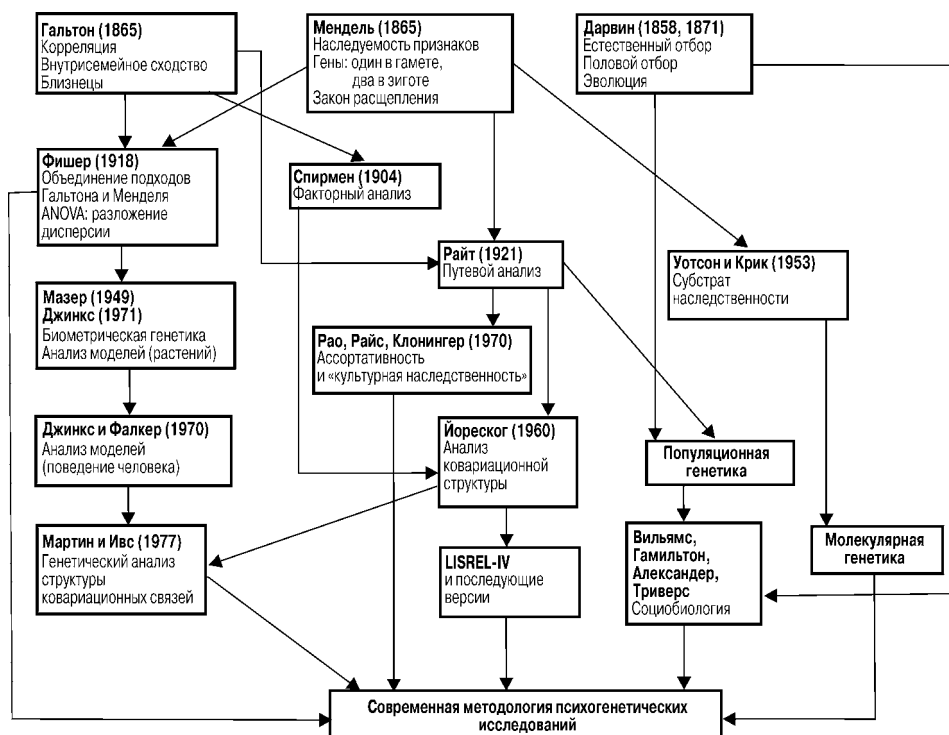 Гальтон (1865)
Корреляция
Внутрисемейное сходство
Близнецы
Мендель (1865)
Наследуемость признаков
Гены: один в гамете,
два в зиготе
Закон расщепления
Дарвин (1858, 1871)
Естественный отбор
Половой отбор
Эволюция
Фишер (1918)
Объединение подходов
Гальтона и Менделя
ANOVA: разложение
дисперсии
Спирмен (1904)
Факторный анализ
Райт (1921)
Путевой анализ
Уотсон и Крик (1953)
Субстрат
наследственности
Мазер (1949)
Джинкс (1971)
Биометрическая генетика
Анализ моделей (растений)
Рао, Райс, Клонингер (1970)
Ассортативность
и «культурная наследственность»
Джинкс и Фалкер (1970)
Анализ моделей
(поведение человека)
Йореског (1960)
Анализ
ковариационной
структуры
Популяционная
генетика
Мартин и Ивс (1977)
Генетический анализ
структуры
ковариационных связей
LISREL-IV
и последующие
версии
Вильямс,
Гамильтон,
Александер,
Триверс
Социобиология
Молекулярная
генетика
Современная методология психогенетических
исследований